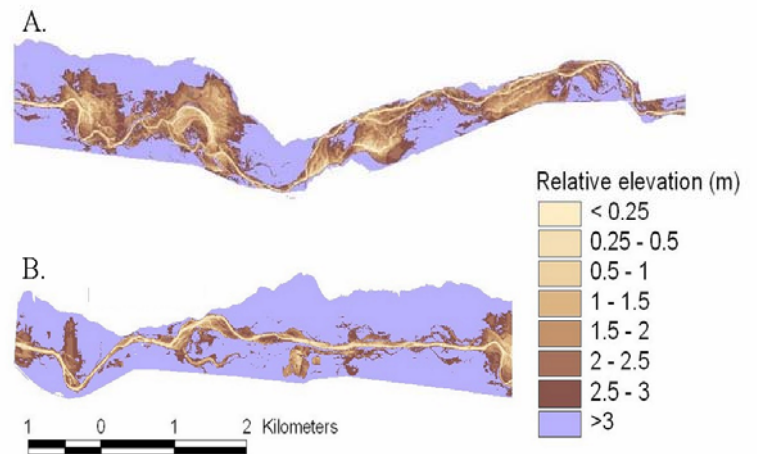 A.
Relative elevation (m)
< 0.25
0.25 - 0.5
0.5 - 1
1 - 1.5
1.5 - 2
2 - 2.5
2.5 - 3
>3
B.
1 0 1 2 Kilometers